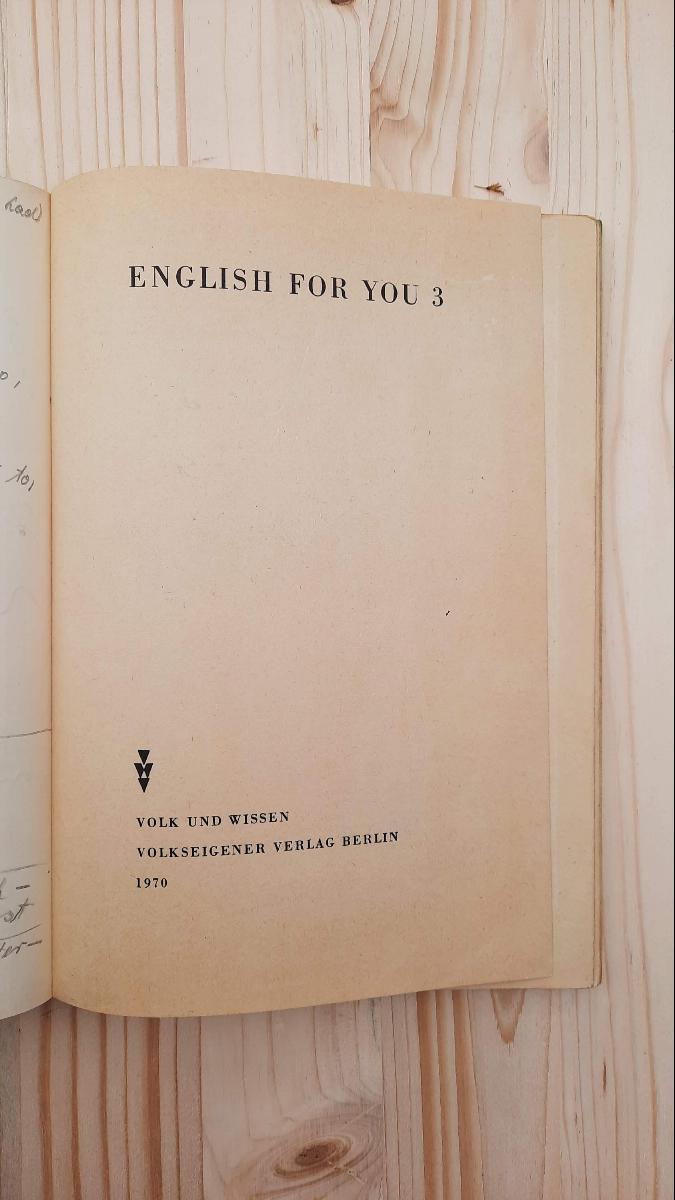 ENGLISH FOR YOU 3
VOLK UND WISSEN
VOLKSEIGENER VERLAG BERLIN
1970